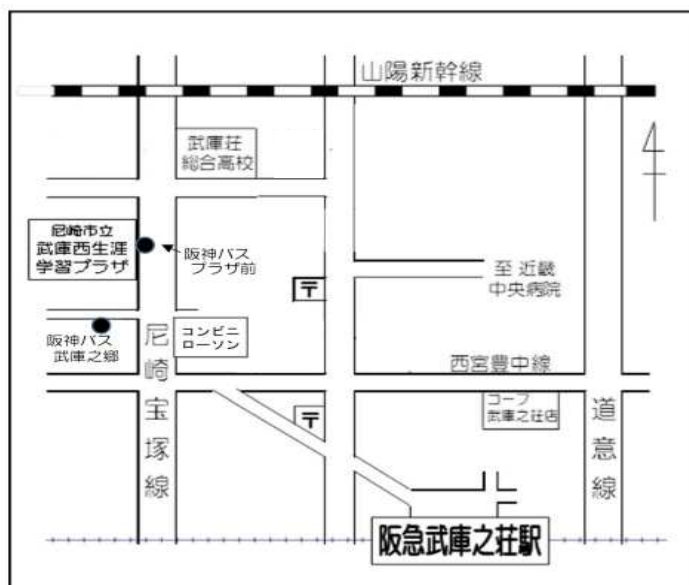 山陽新幹線
武庫荘
総合高校
尼崎市立
武庫西生涯
学習プラザ
阪神バス
プラザ前
至 近畿
中央病院
〒
阪神バス
武庫之郷
コンビニ
ローソン
尼崎宝塚線
西宮豊中線
コープ
武庫之荘店
〒
道意線
阪急武庫之荘駅